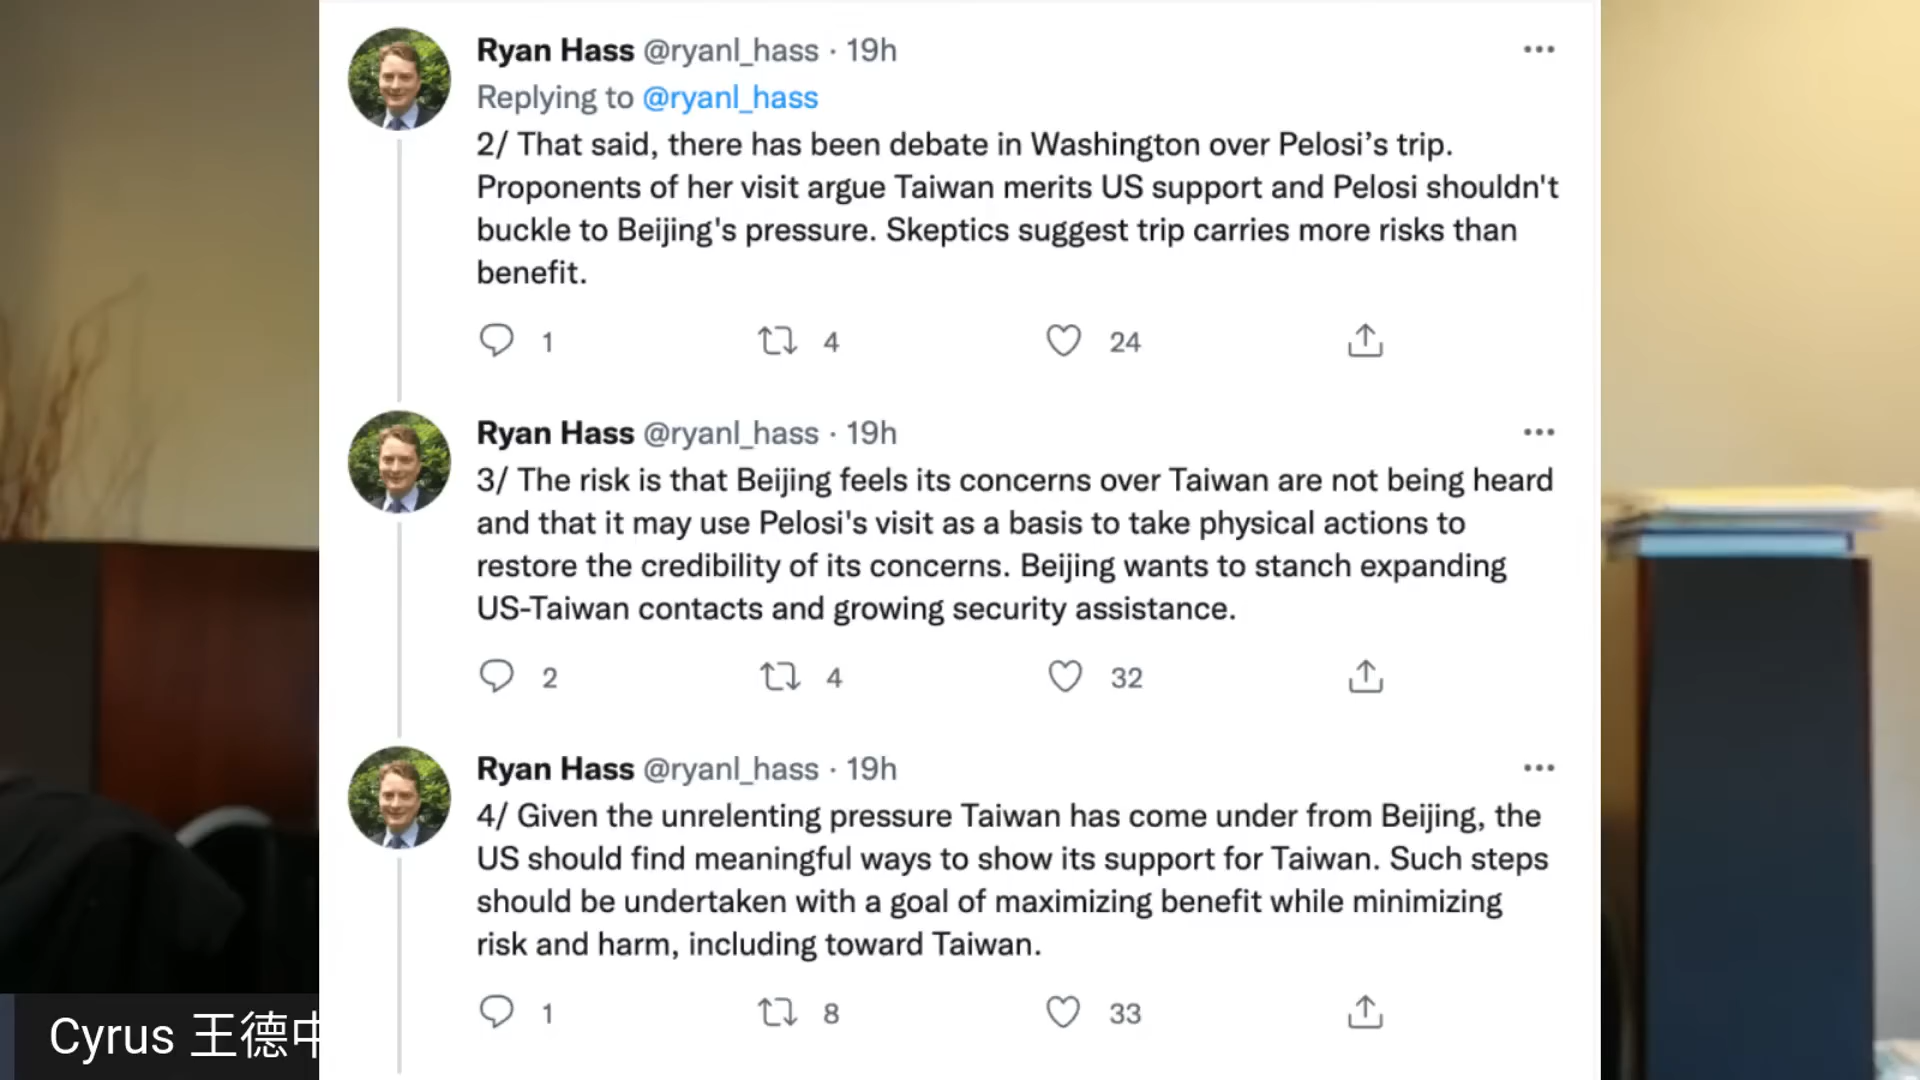 Ryan Hass @ryanl_hass · 19h
Replying to @ryanl_hass
2/ That said, there has been debate in Washington over Pelosi’s trip.
Proponents of her visit argue Taiwan merits US support and Pelosi shouldn't
buckle to Beijing's pressure. Skeptics suggest trip carries more risks than
benefit.
1 4 24
Ryan Hass @ryanl_hass · 19h
3/ The risk is that Beijing feels its concerns over Taiwan are not being heard
and that it may use Pelosi's visit as a basis to take physical actions to
restore the credibility of its concerns. Beijing wants to stanch expanding
US-Taiwan contacts and growing security assistance.
2 4 32
Ryan Hass @ryanl_hass · 19h
4/ Given the unrelenting pressure Taiwan has come under from Beijing, the
US should find meaningful ways to show its support for Taiwan. Such steps
should be undertaken with a goal of maximizing benefit while minimizing
risk and harm, including toward Taiwan.
1 8 33
Cyrus 王德中